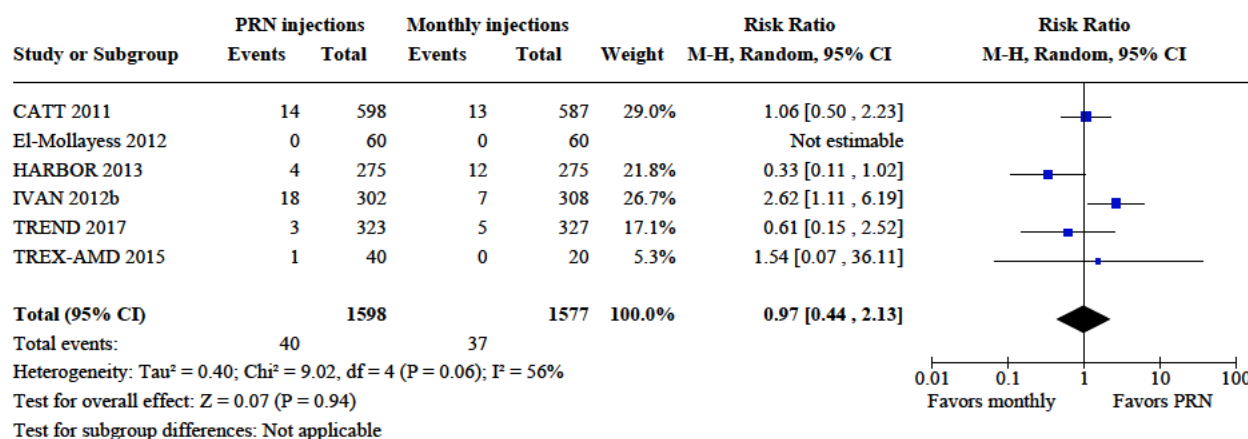 PRN injections Monthly injections Risk Ratio Risk Ratio
Study or Subgroup Events Total Events Total Weight M-H, Random, 95% CI M-H, Random, 95% CI
CATT 2011 14 598 13 587 29.0% 1.06 [0.50 , 2.23]
El-Mollayess 2012 0 60 0 60 Not estimable
HARBOR 2013 4 275 12 275 21.8% 0.33 [0.11 , 1.02]
IVAN 2012b 18 302 7 308 26.7% 2.62 [1.11 , 6.19]
TREND 2017 3 323 5 327 17.1% 0.61 [0.15 , 2.52]
TREX-AMD 2015 1 40 0 20 5.3% 1.54 [0.07 , 36.11]
Total (95% CI) 1598 1577 100.0% 0.97 [0.44 , 2.13]
Total events: 40 37
Heterogeneity: Tau² = 0.40; Chi² = 9.02, df = 4 (P = 0.06); I² = 56%
Test for overall effect: Z = 0.07 (P = 0.94)
Test for subgroup differences: Not applicable
0.01 0.1 1 10 100
Favors monthly Favors PRN